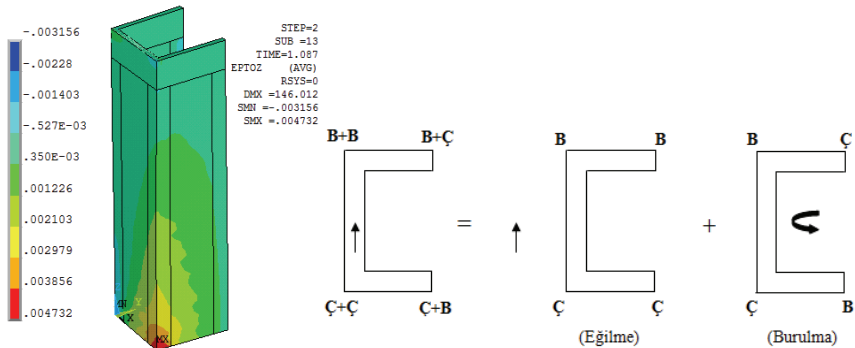 -.003156
-.00228
-.001403
-.527E-03
.350E-03
.001226
.002103
.002979
.003856
.004732
STEP=2
SUB =13
TIME=1.087
EPTOZ (AVG)
RSYS=0
DMX =146.012
SMN =-.003156
SMX =.004732
MN
Y
X
MX
B+B B+Ç
Ç+Ç Ç+B
=
B B
Ç Ç
(Eğilme)
+
B Ç
Ç B
(Burulma)